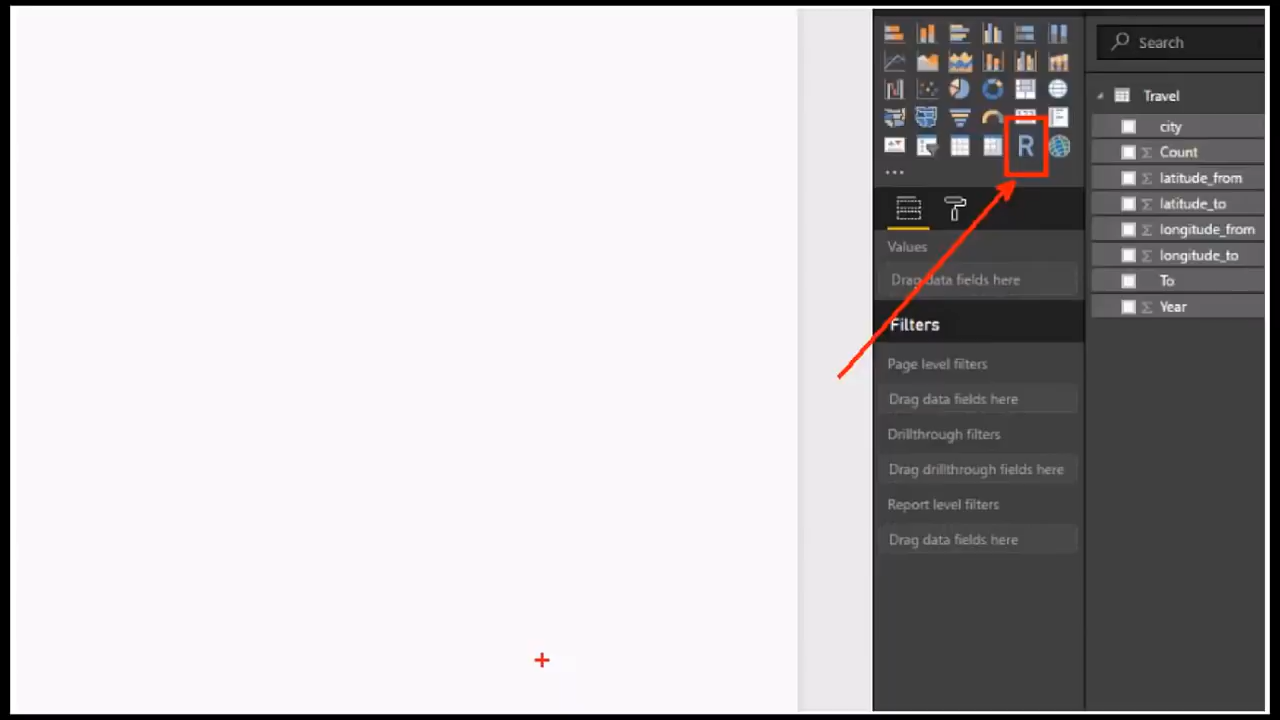 R
Values
Drag data fields here
Filters
Page level filters
Drag data fields here
Drillthrough filters
Drag drillthrough fields here
Report level filters
Drag data fields here
Search
Travel
city
Σ Count
Σ latitude_from
Σ latitude_to
Σ longitude_from
Σ longitude_to
To
Σ Year